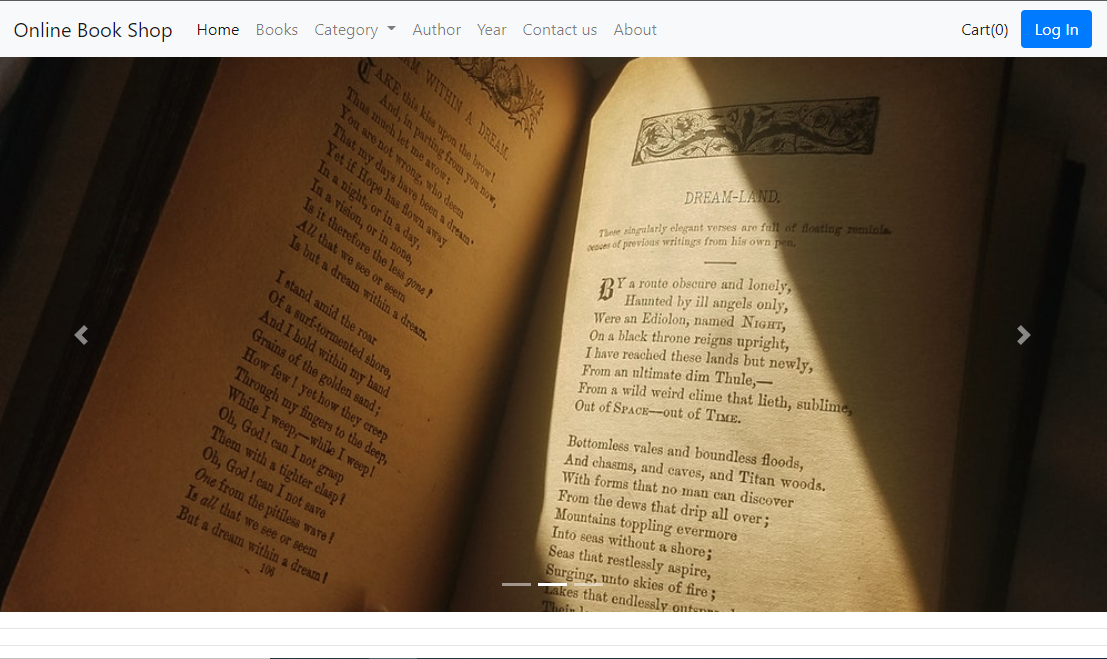 Online Book Shop Home Books Category Author Year Contact us About Cart(0) Log In
AM WITHIN A DREAM.
TAKE this kiss upon the brow!
And, in parting from you now,
Thus much let me avow:
You are not wrong, who deem
That my days have been a dream.
Yet if Hope has flown away
In a night, or in a day,
In a vision, or in none,
Is it therefore the less gone?
All that we see or seem
Is but a dream within a dream.
I stand amid the roar
Of a surf-tormented shore,
And I hold within my hand
Grains of the golden sand;
How few! yet how they creep
Through my fingers to the deep,
While I weep,—while I weep!
Oh, God! can I not grasp
Them with a tighter clasp?
Oh, God! can I not save
One from the pitiless wave?
Is all that we see or seem
But a dream within a dream?
106
DREAM-LAND.
These singularly elegant verses are full of floating reminis-
cences of previous writings from his own pen.
BY a route obscure and lonely,
Haunted by ill angels only,
Were an Ediolon, named NIGHT,
On a black throne reigns upright,
I have reached these lands but newly,
From an ultimate dim Thule,—
From a wild weird clime that lieth, sublime,
Out of SPACE—out of TIME.
Bottomless vales and boundless floods,
And chasms, and caves, and Titan woods.
With forms that no man can discover
From the dews that drip all over;
Mountains toppling evermore
Into seas without a shore;
Seas that restlessly aspire,
Surging, unto skies of fire;
Lakes that endlessly
Their